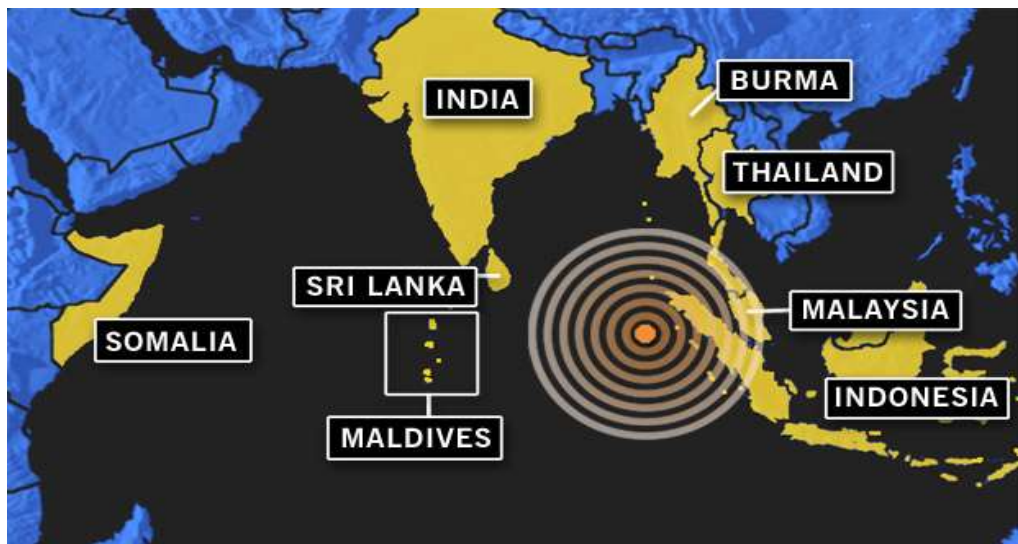 INDIA
BURMA
THAILAND
SRI LANKA
SOMALIA
MALAYSIA
INDONESIA
MALDIVES